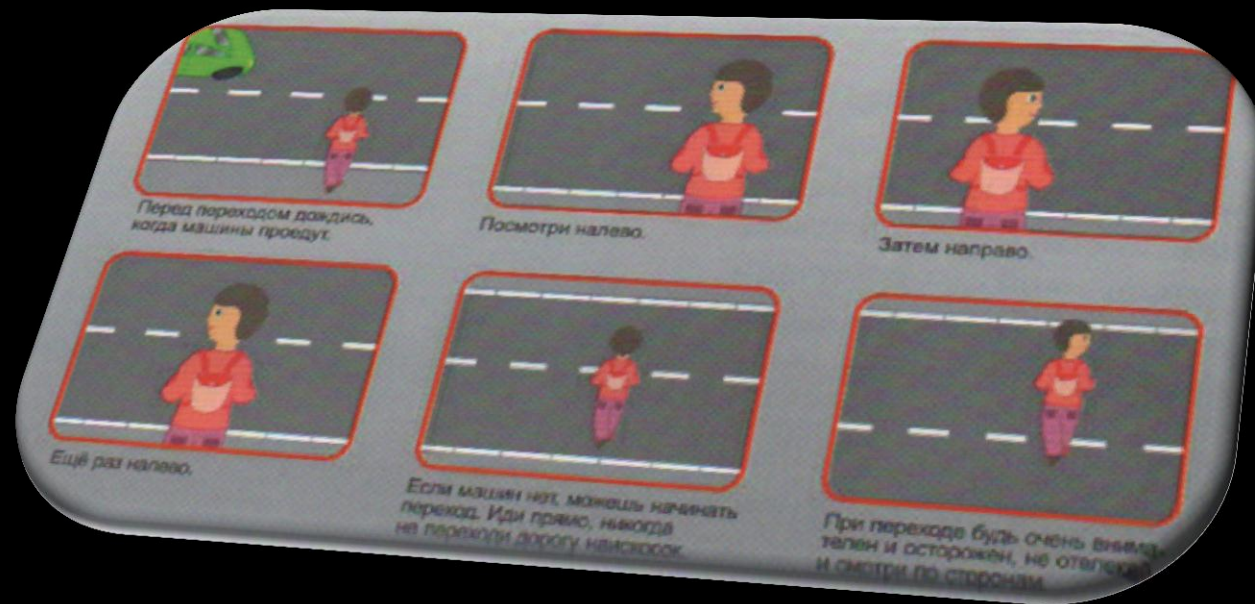 Перед переходом дождись,
когда машины проедут.
Посмотри налево.
Затем направо.
Ещё раз налево.
Если машин нет, можешь начинать
переход. Иди прямо, никогда
не переходи дорогу наискосок.
При переходе будь очень внима-
телен и осторожен, не отвлекай
и смотри по сторонам.